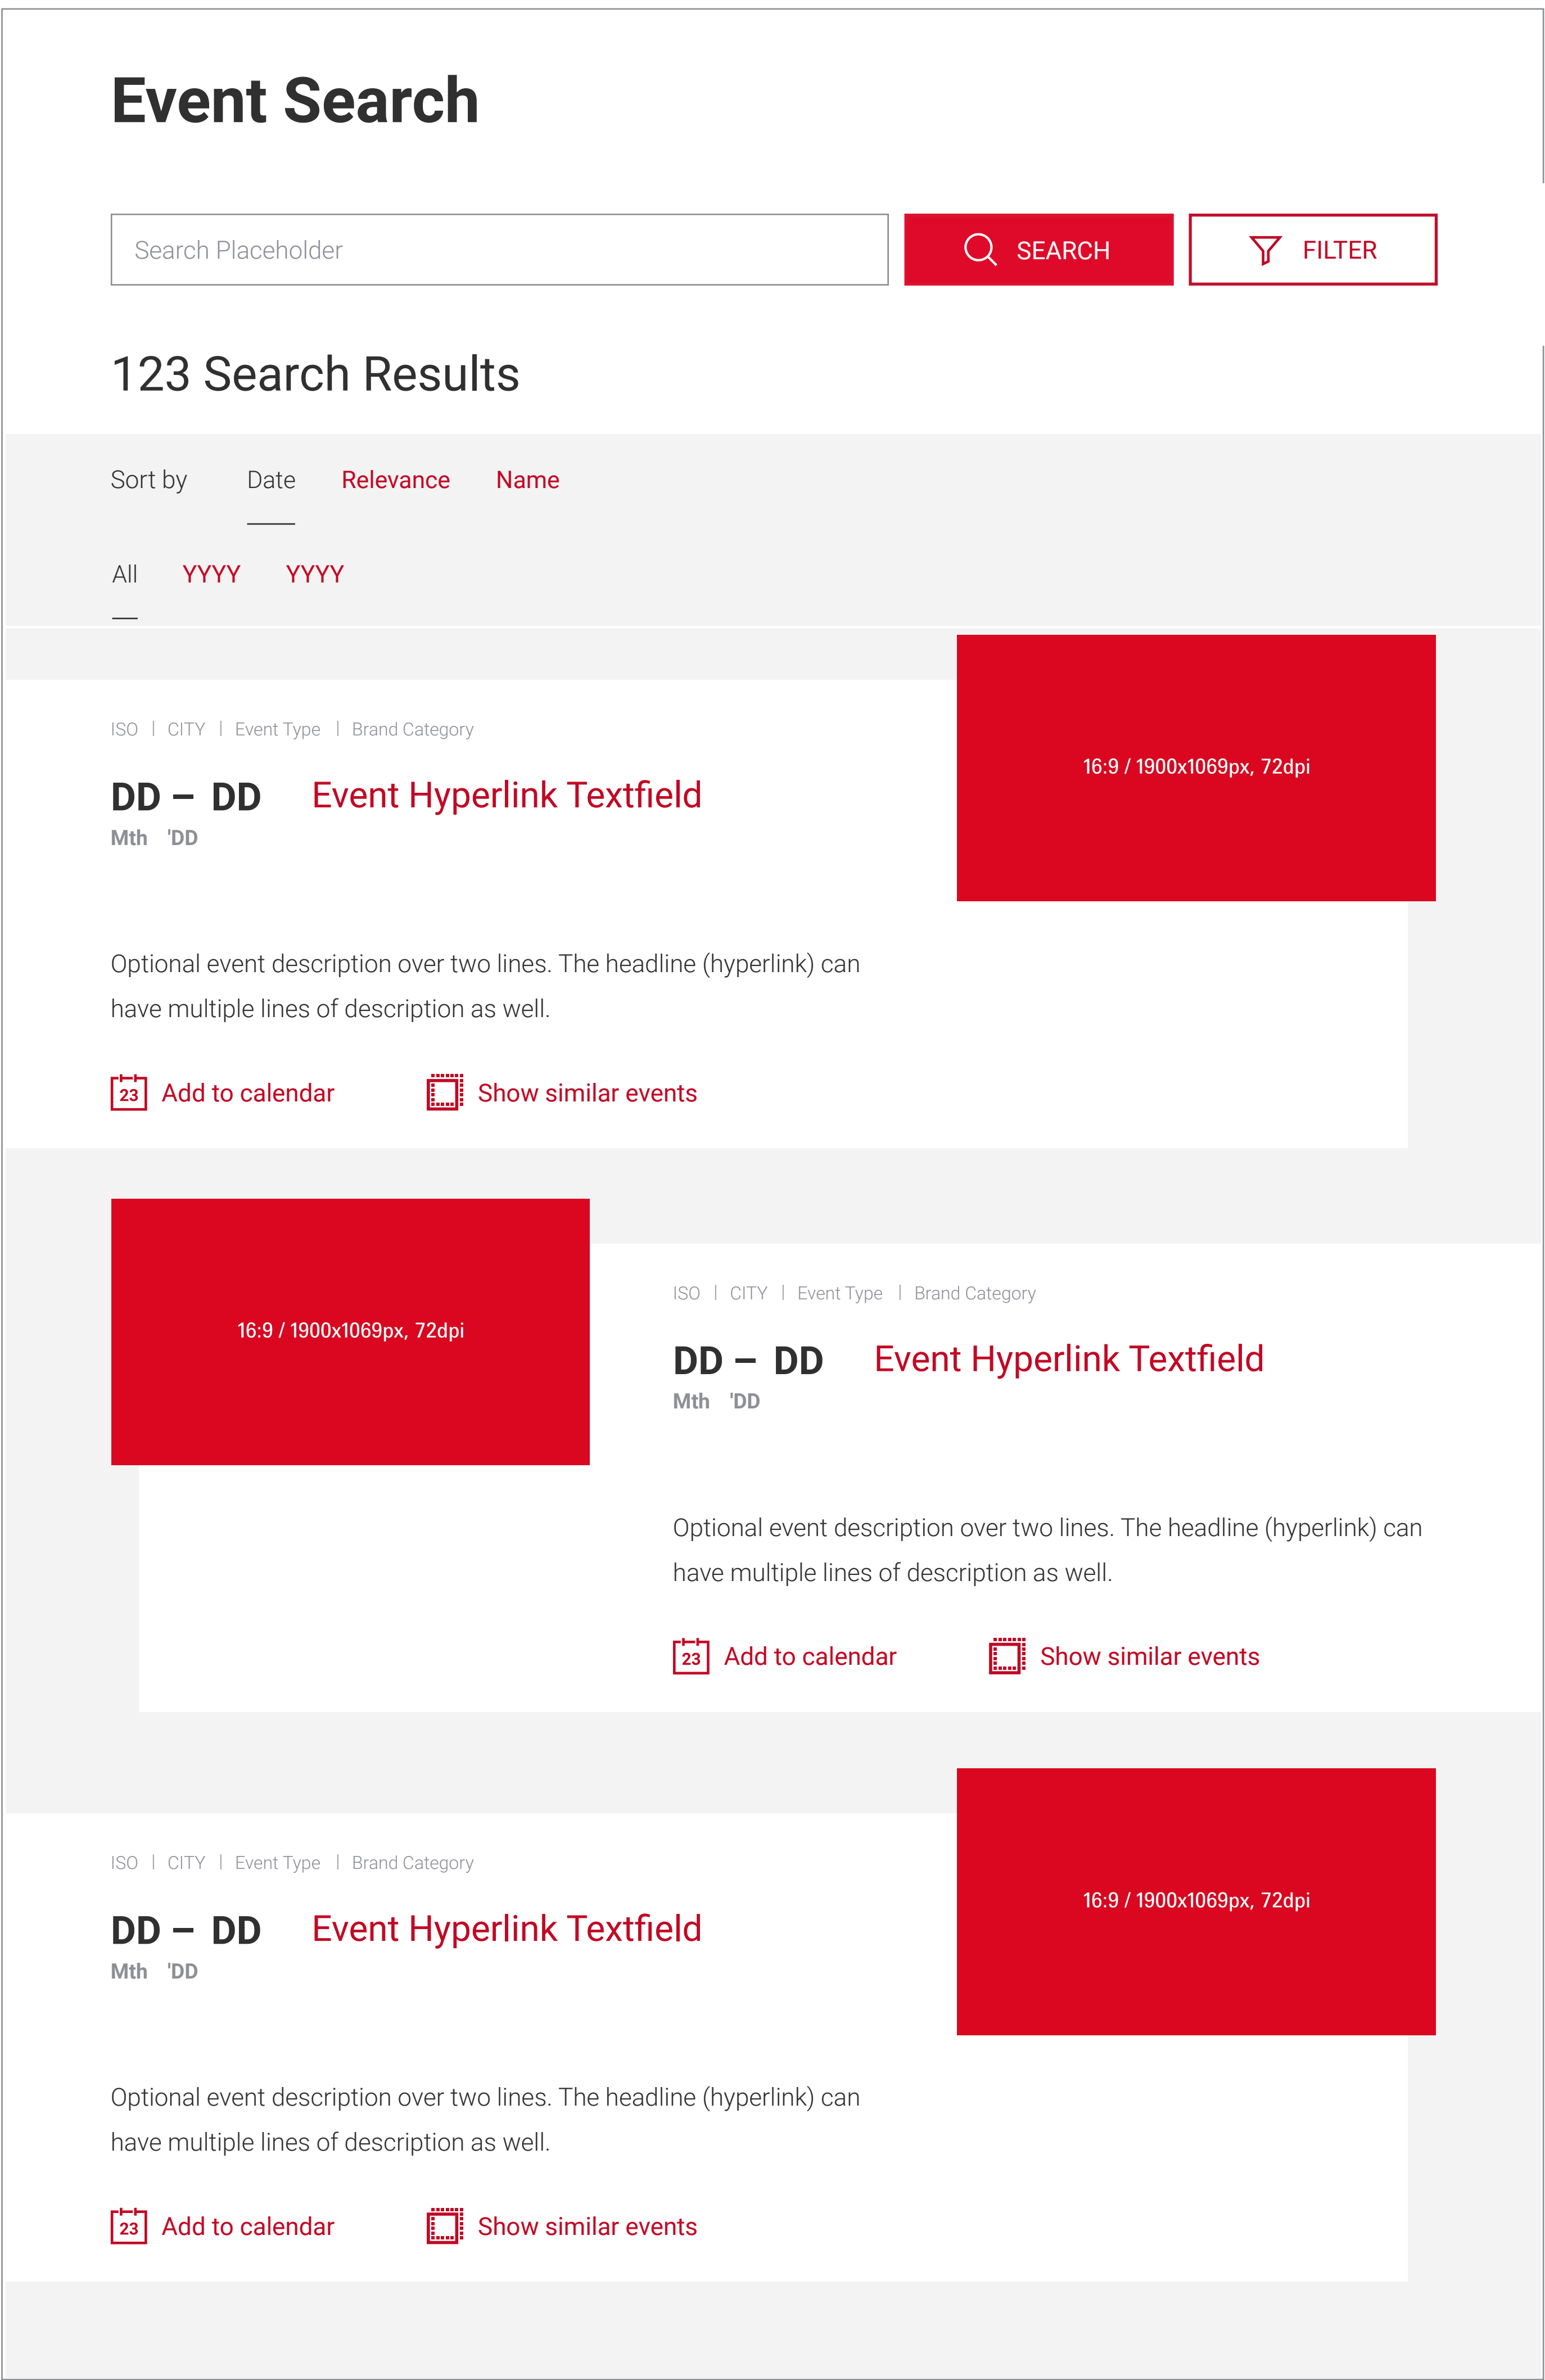 Event Search
Search Placeholder
SEARCH
FILTER
123 Search Results
Sort by Date Relevance Name
All YYYY YYYY
ISO | CITY | Event Type | Brand Category
16:9 / 1900x1069px, 72dpi
DD – DD Event Hyperlink Textfield
Mth 'DD
Optional event description over two lines. The headline (hyperlink) can
have multiple lines of description as well.
23 Add to calendar Show similar events
16:9 / 1900x1069px, 72dpi
ISO | CITY | Event Type | Brand Category
DD – DD Event Hyperlink Textfield
Mth 'DD
Optional event description over two lines. The headline (hyperlink) can
have multiple lines of description as well.
23 Add to calendar Show similar events
ISO | CITY | Event Type | Brand Category
16:9 / 1900x1069px, 72dpi
DD – DD Event Hyperlink Textfield
Mth 'DD
Optional event description over two lines. The headline (hyperlink) can
have multiple lines of description as well.
23 Add to calendar Show similar events